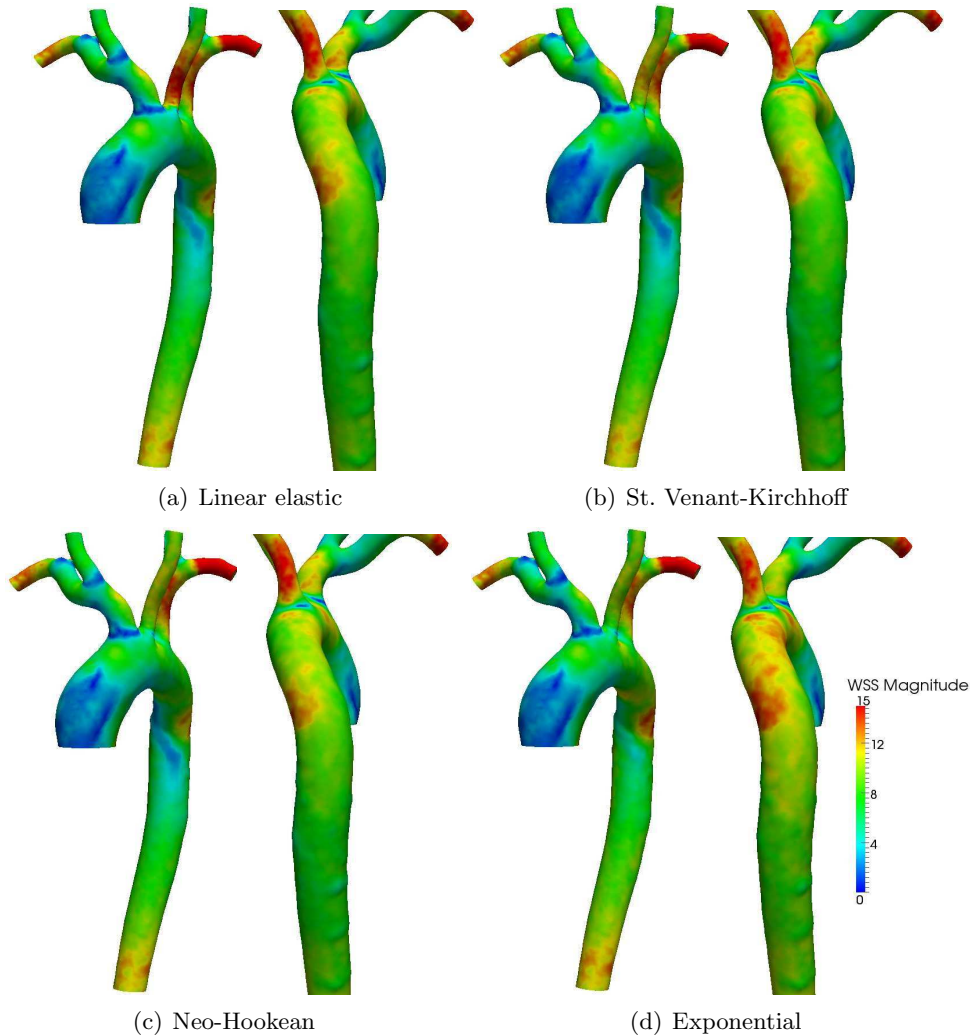 (a) Linear elastic
(b) St. Venant-Kirchhoff
WSS Magnitude
15
12
8
4
0
(c) Neo-Hookean
(d) Exponential